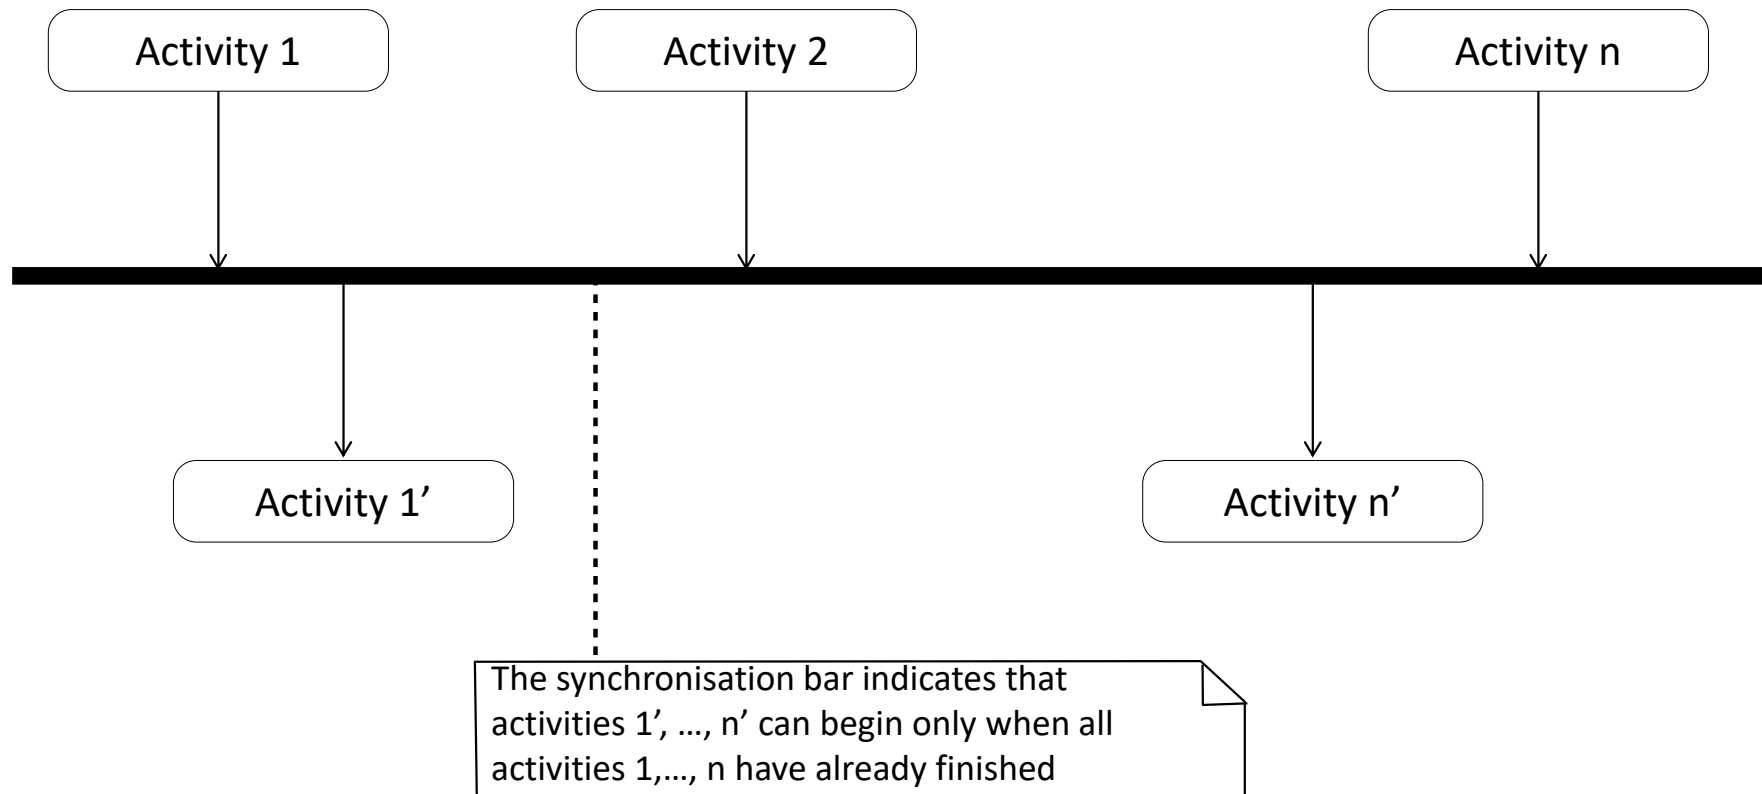 Activity 1
Activity 2
Activity n
Activity 1’
Activity n’
The synchronisation bar indicates that
activities 1’, …, n’ can begin only when all
activities 1,…, n have already finished